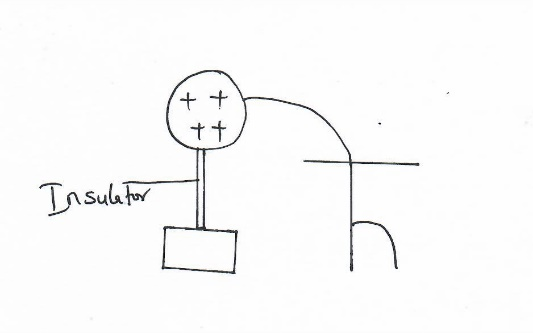 + +
+ +
Insulator